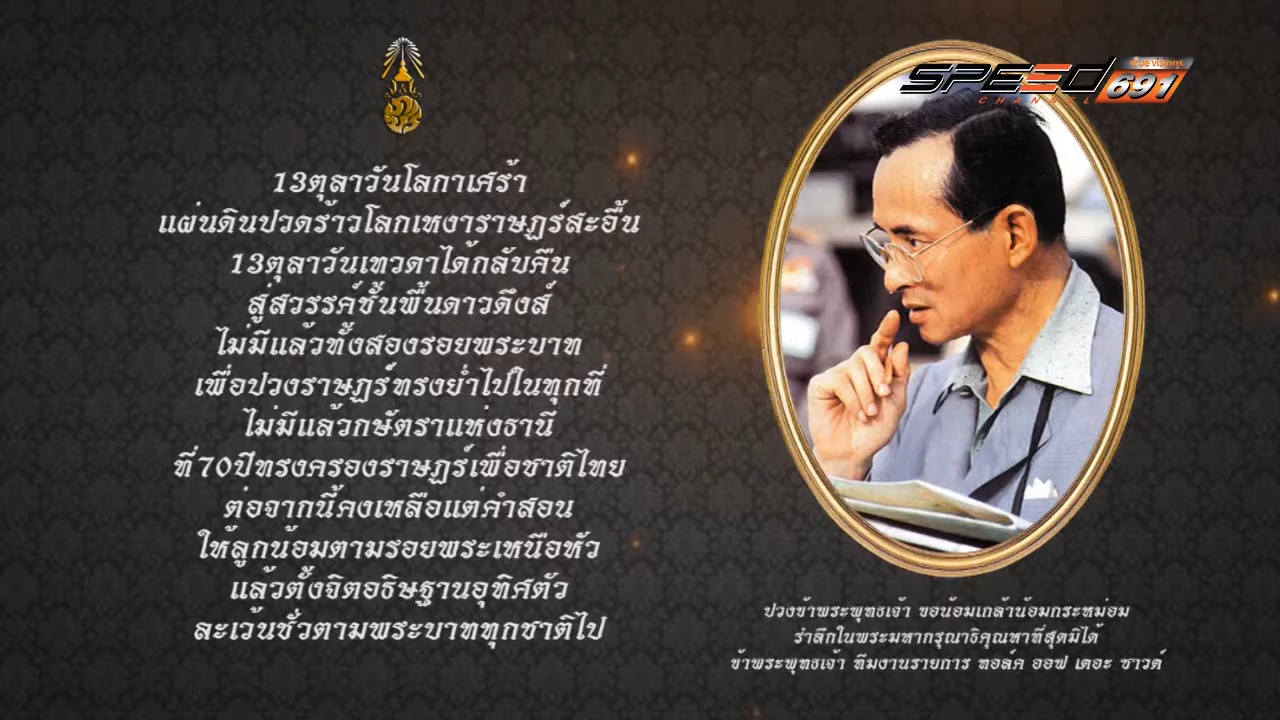 13ตุลาวันโลกาเศร้า
แผ่นดินปวดร้าวโลกเหงาราษฎร์สะอื้น
13ตุลาวันเทวดาได้กลับคืน
สู่สวรรค์ชั้นพื้นดาวดึงส์
ไม่มีแล้วทั้งสองรอยพระบาท
เพื่อปวงราษฎร์ทรงย่ำไปในทุกที่
ไม่มีแล้วกษัตราแห่งธานี
ที่70ปีทรงครองราษฎร์เพื่อชาติไทย
ต่อจากนี้คงเหลือแต่คำสอน
ให้ลูกน้อมตามรอยพระเหนือหัว
แล้วตั้งจิตอธิษฐานอุทิศตัว
ละเว้นชั่วตามพระบาททุกชาติไป
true visions
SPEED 691
CHANNEL
ปวงข้าพระพุทธเจ้า ขอน้อมเกล้าน้อมกระหม่อม
รำลึกในพระมหากรุณาธิคุณหาที่สุดมิได้
ข้าพระพุทธเจ้า ทีมงานรายการ ทอล์ค ออฟ เดอะ ซาวด์